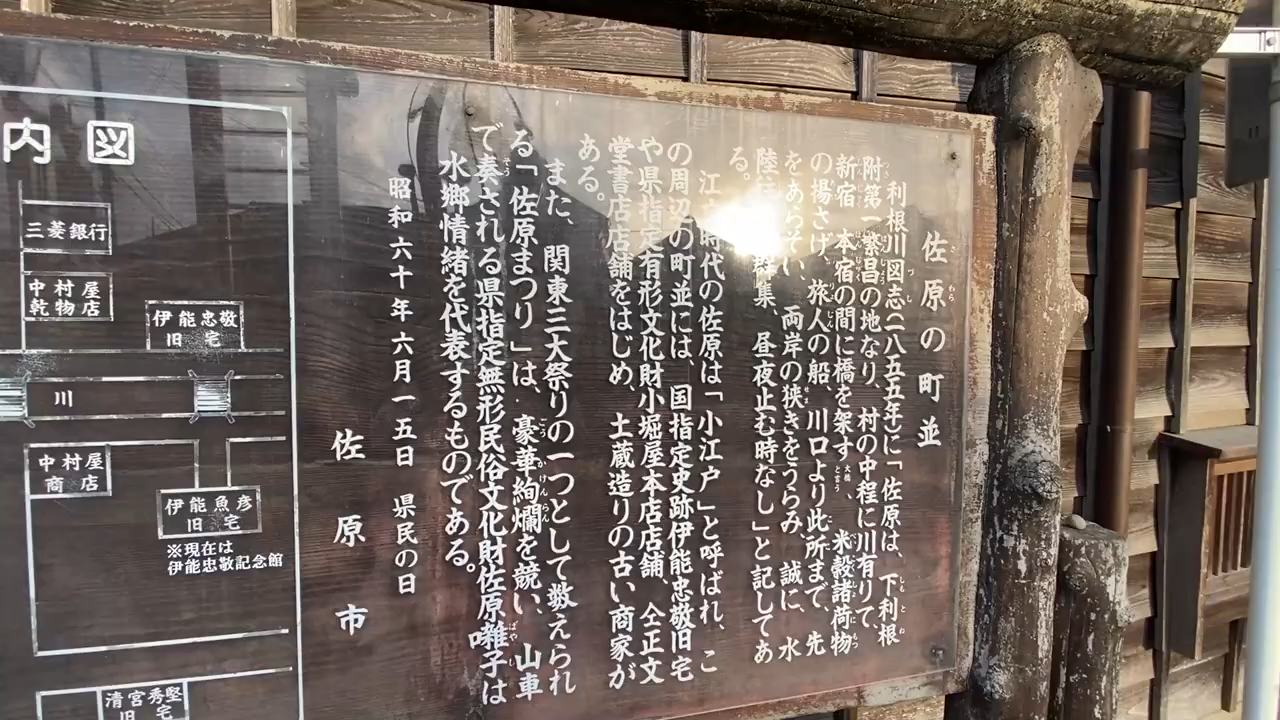 佐原の町並
利根川図志(一八五五年)に「佐原は、下利根
附第一繁昌の地なり、村の中程に川有りて、
新宿 本宿の間に橋を架す大橋と言う、米穀諸荷物
の揚さげ、旅人の船、川口より此所まで、先
をあらそい、両岸の狭きをうらみ、誠に、水
陸 群集、昼夜止む時なし」と記してあ
る。
江戸時代の佐原は「小江戸」と呼ばれ、こ
の周辺の町並には、国指定史跡伊能忠敬旧宅
や県指定有形文化財小堀屋本店店舗、仝正文
堂書店店舗をはじめ、土蔵造りの古い商家が
ある。
また、関東三大祭りの一つとして数えられ
る「佐原まつり」は、豪華絢爛を競い、山車
で奏される県指定無形民俗文化財佐原囃子は
水郷情緒を代表するものである。
昭和六十年六月一五日 県民の日
佐原市
内図
三菱銀行
中村屋
乾物店
伊能忠敬
旧宅
川
中村屋
商店
伊能魚彦
旧宅
※現在は
伊能忠敬記念館
清宮秀堅
旧宅